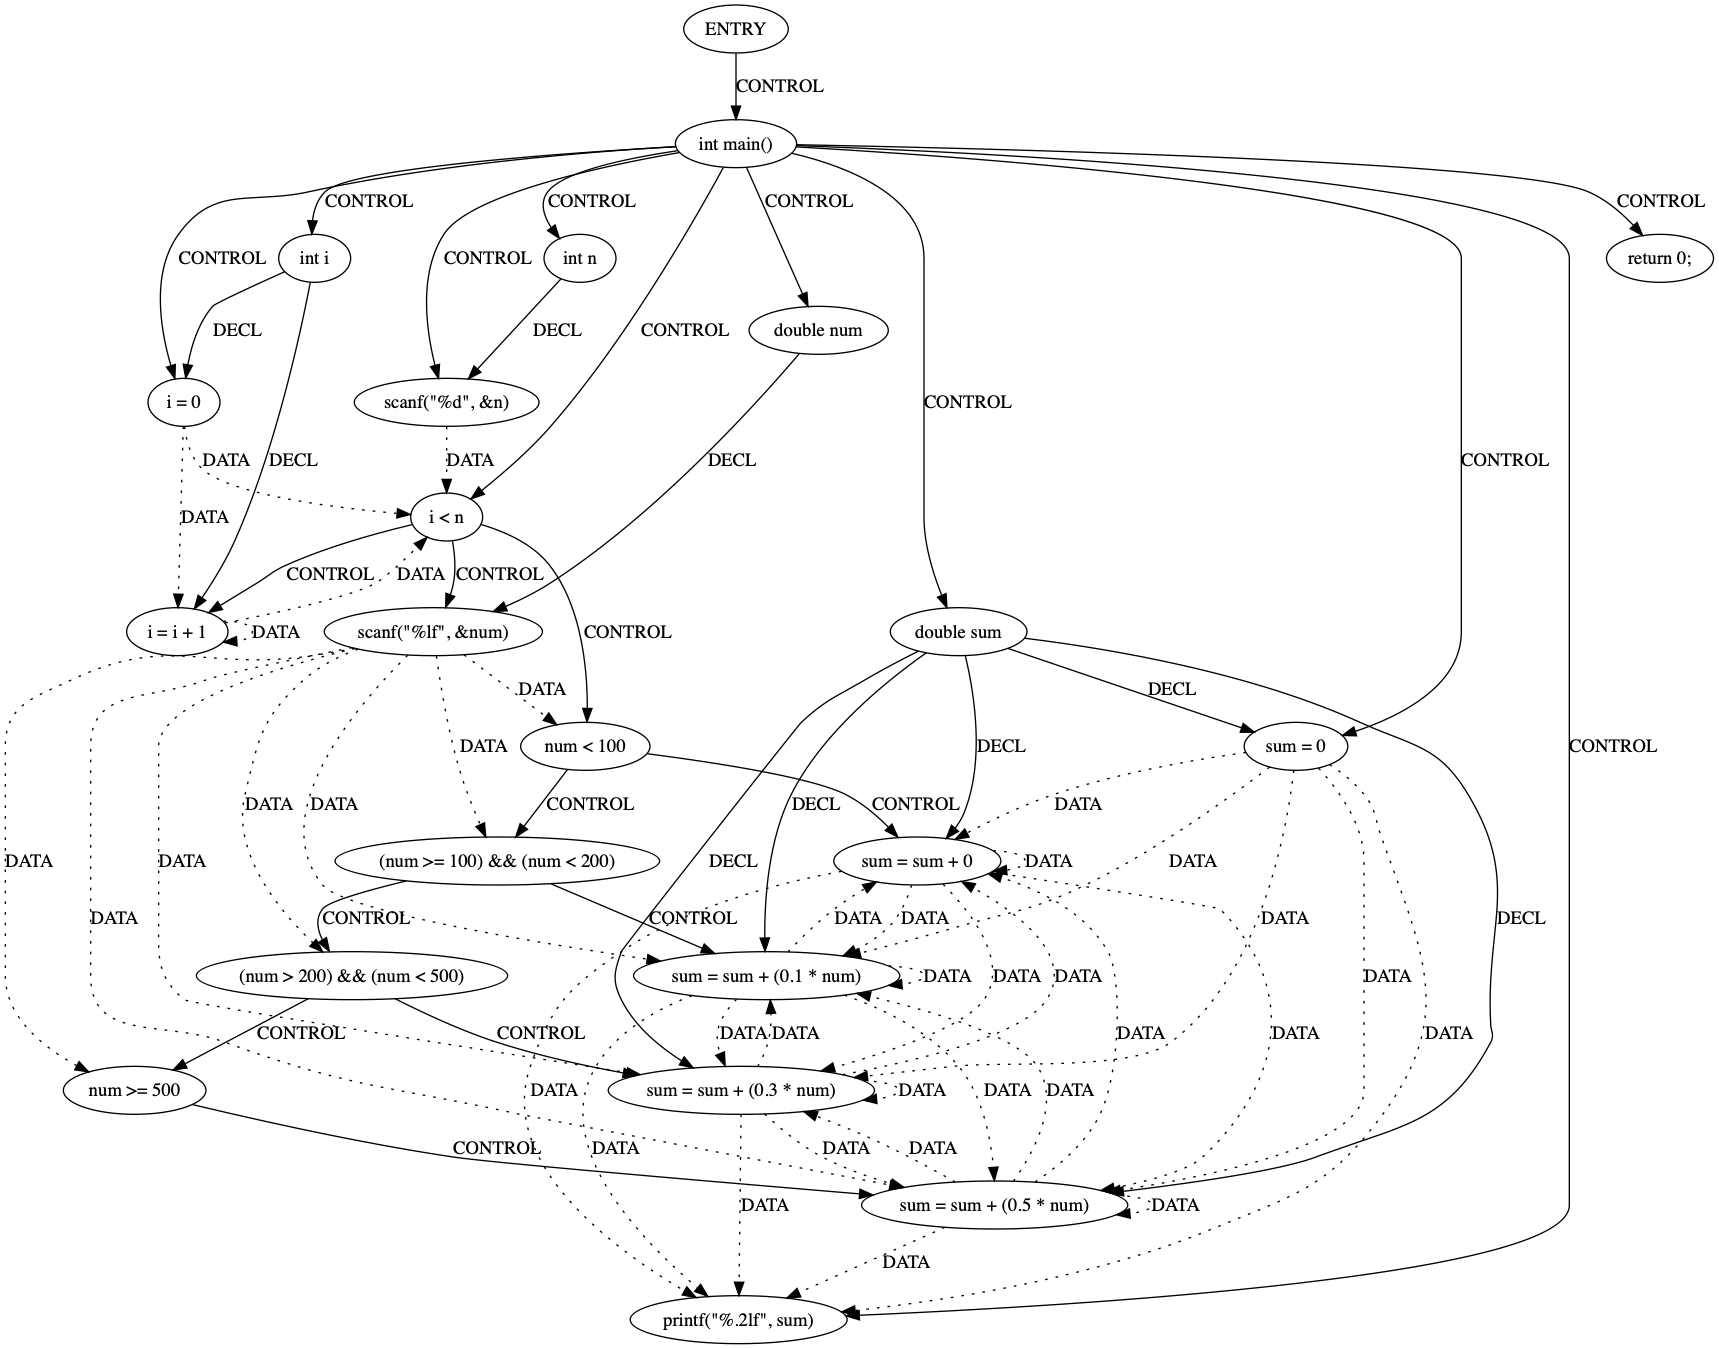 ENTRY
CONTROL
int main()
CONTROL
CONTROL
CONTROL
CONTROL
int i
CONTROL
CONTROL
int n
return 0;
DECL
DECL
CONTROL
double num
i = 0
scanf("%d", &n)
CONTROL
DATA
DECL
DATA
DECL
CONTROL
DATA
i < n
CONTROL
DATA
CONTROL
i = i + 1
DATA
scanf("%lf", &num)
CONTROL
double sum
DATA
DECL
num < 100
DATA
DECL
sum = 0
CONTROL
DATA
DATA
CONTROL
DECL
CONTROL
DATA
DATA
DATA
(num >= 100) && (num < 200)
DECL
sum = sum + 0
DATA
DATA
DATA
CONTROL
CONTROL
DATA
DATA
DATA
DECL
(num > 200) && (num < 500)
sum = sum + (0.1 * num)
DATA
DATA
DATA
DATA
CONTROL
CONTROL
DATA
DATA
DATA
DATA
DATA
num >= 500
DATA
sum = sum + (0.3 * num)
DATA
DATA
DATA
CONTROL
DATA
DATA
DATA
DATA
sum = sum + (0.5 * num)
DATA
DATA
printf("%.2lf", sum)